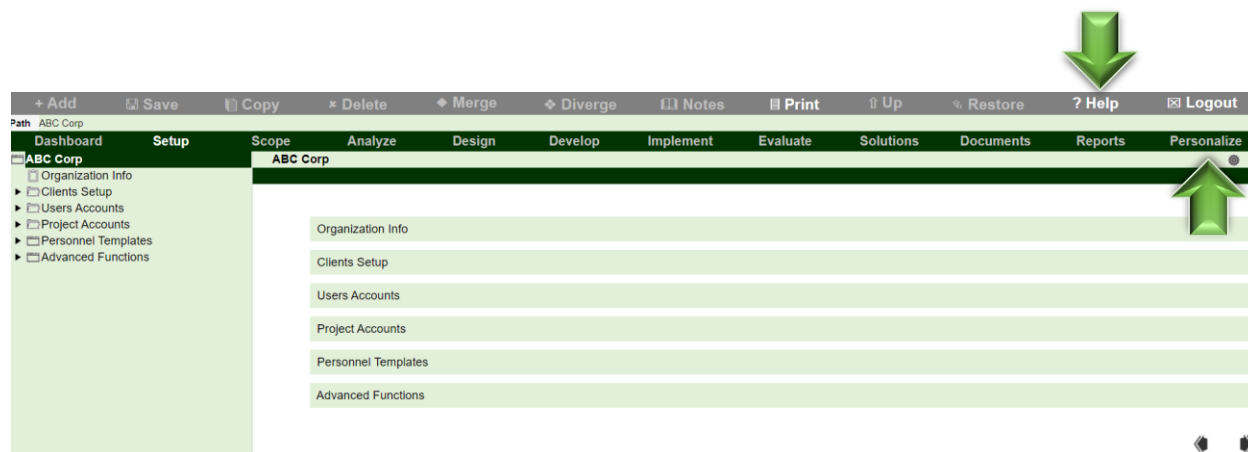 + Add Save Copy × Delete Merge Diverge Notes Print Up Restore ? Help Logout
Path ABC Corp
Dashboard Setup Scope Analyze Design Develop Implement Evaluate Solutions Documents Reports Personalize
ABC Corp ABC Corp
Organization Info
Clients Setup
Users Accounts
Project Accounts
Personnel Templates
Advanced Functions
Organization Info
Clients Setup
Users Accounts
Project Accounts
Personnel Templates
Advanced Functions